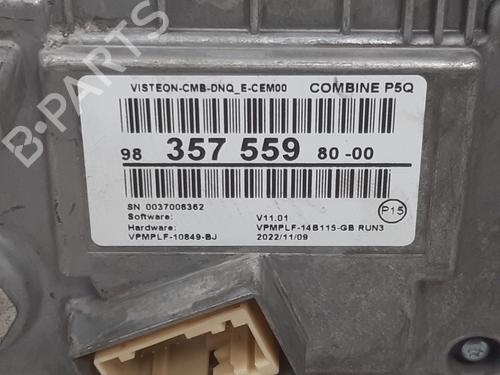 VISTEON-CMB-DNQ_E-CEM00 COMBINE P5Q
98 357 559 80-00
SN 0037006362
Software: V11.01
Hardware: VPMPLF-14B115-GB RUN3
VPMPLF-10849-BJ 2022/11/09
P15
B-PARTS